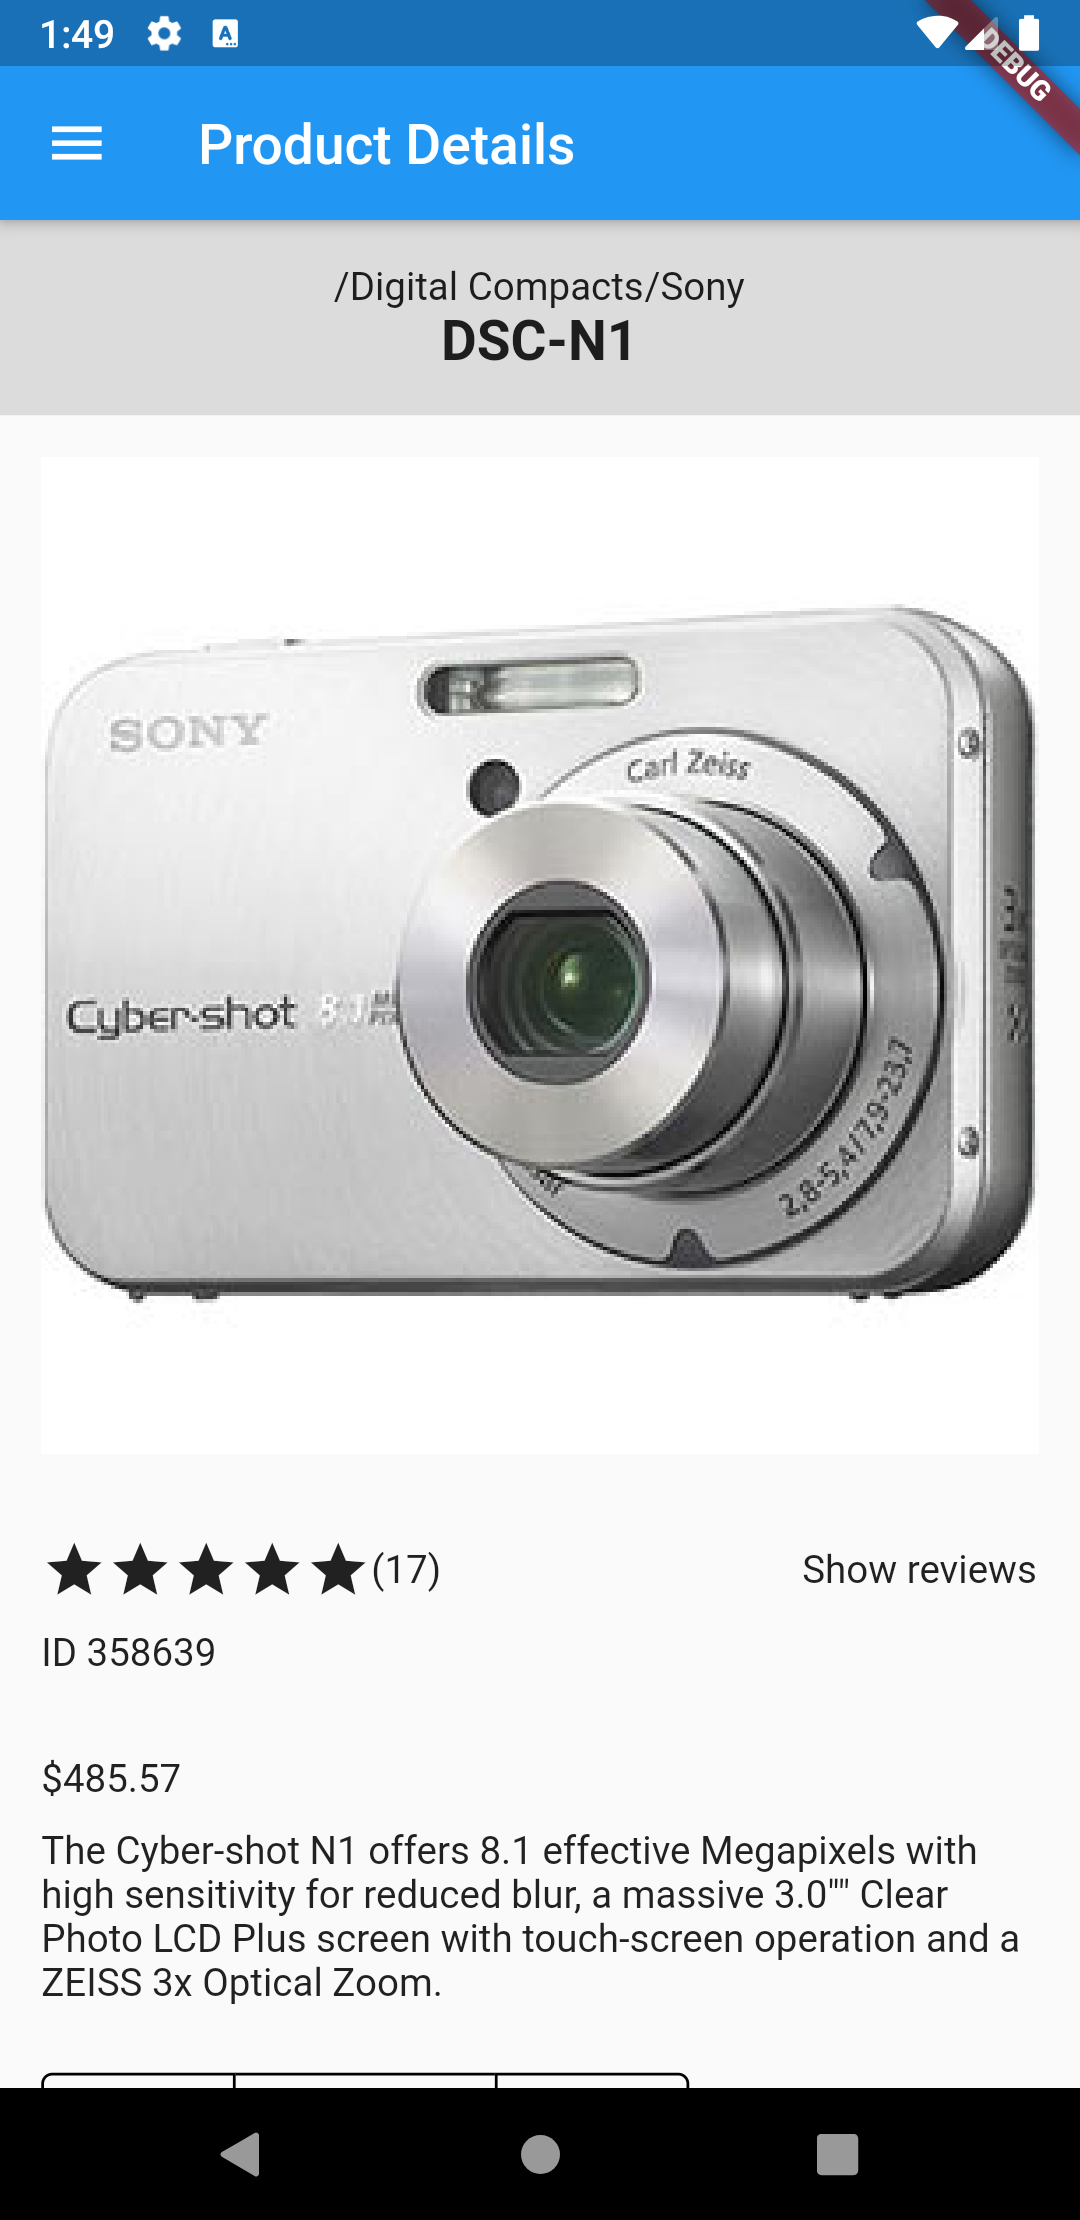 1:49
DEBUG
Product Details
/Digital Compacts/Sony
DSC-N1
SONY
Carl Zeiss
Cyber-shot 8.1
2,8-5,4/7,9-23,7
(17)
Show reviews
ID 358639
$485.57
The Cyber-shot N1 offers 8.1 effective Megapixels with
high sensitivity for reduced blur, a massive 3.0"" Clear
Photo LCD Plus screen with touch-screen operation and a
ZEISS 3x Optical Zoom.